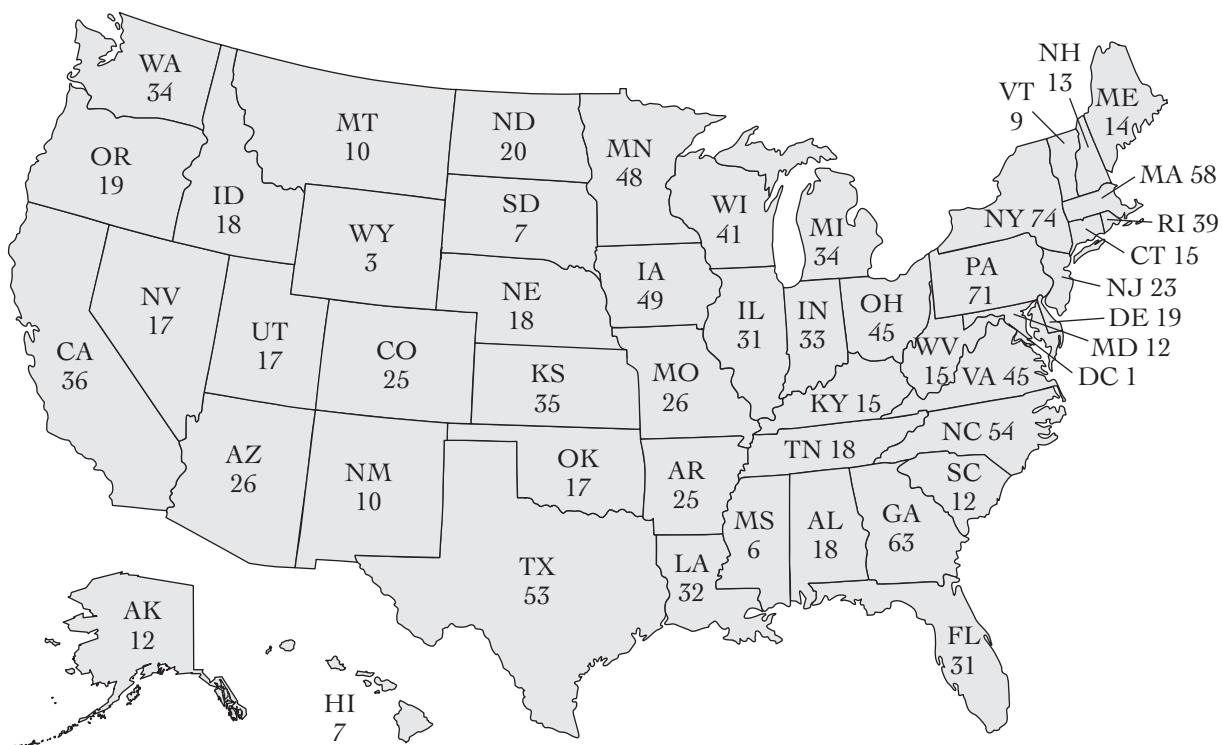 WA
34
MT
10
ND
20
MN
48
OR
19
ID
18
WY
3
SD
7
WI
41
MI
34
NH
13
VT
9
ME
14
MA 58
NY 74
RI 39
CT 15
PA
71
NJ 23
DE 19
MD 12
DC 1
NV
17
UT
17
CA
36
CO
25
NE
18
IA
49
IL
31
IN
33
OH
45
WV
15
VA 45
KS
35
MO
26
KY 15
AZ
26
NM
10
OK
17
AR
25
TN 18
NC 54
SC
12
MS
6
AL
18
GA
63
TX
53
LA
32
FL
31
AK
12
HI
7